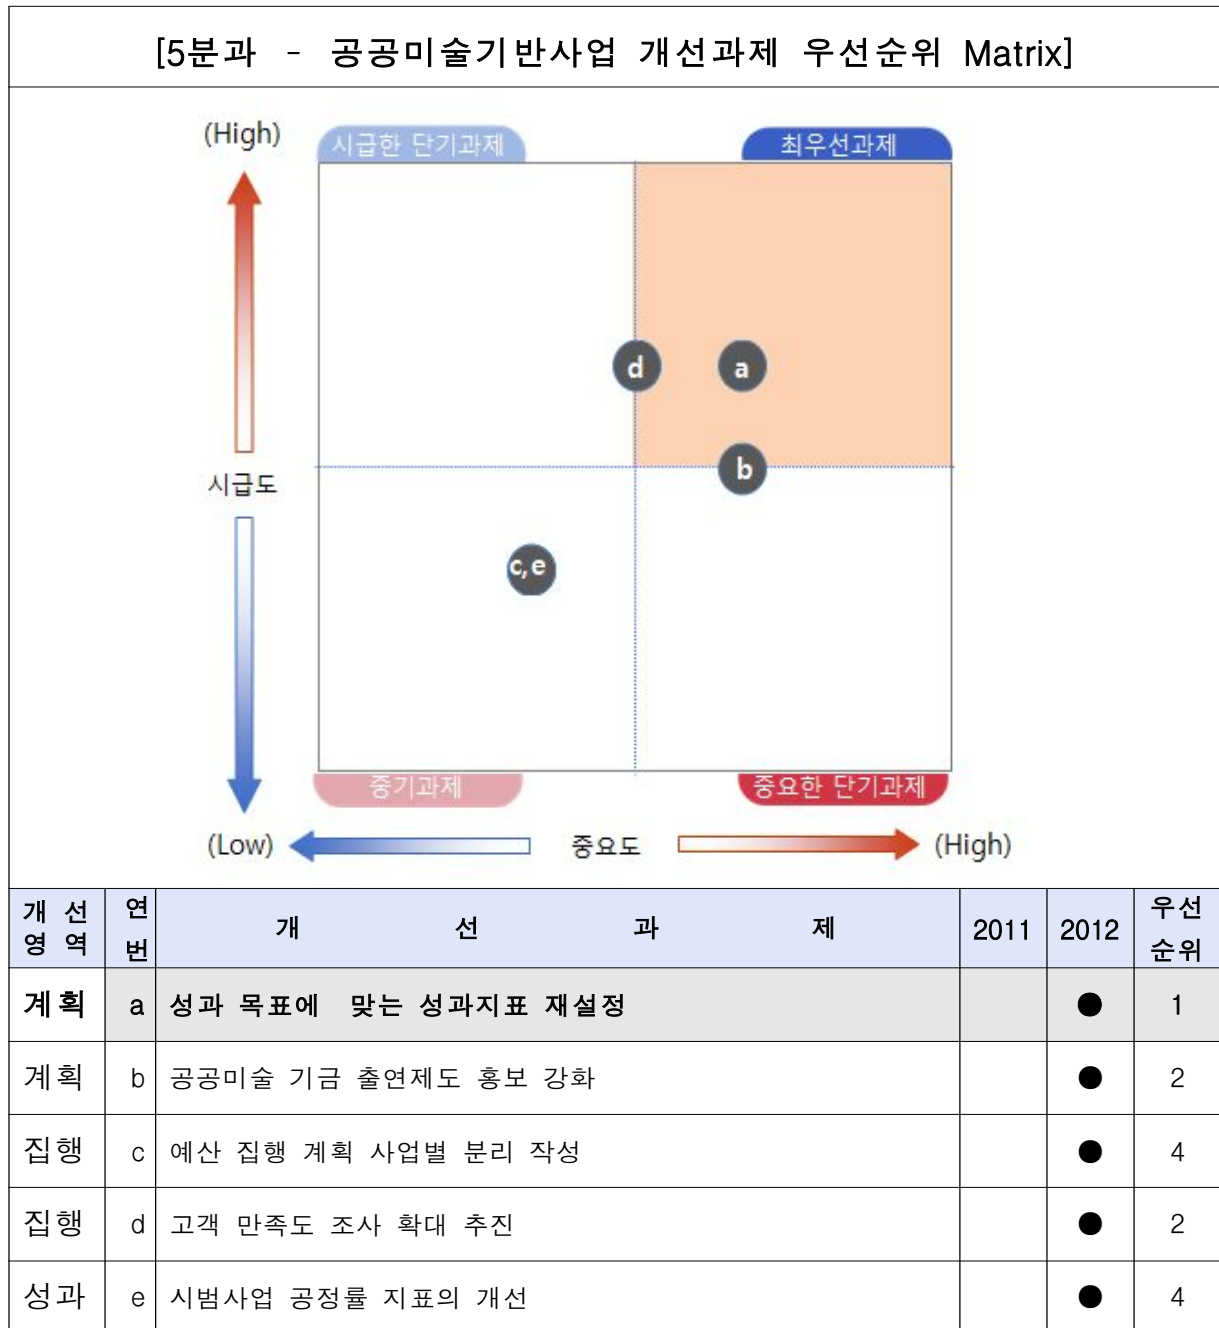 [5분과 - 공공미술기반사업 개선과제 우선순위 Matrix]
(High)
시급한 단기과제
최우선과제
d
a
시급도
b
c,e
중기과제
중요한 단기과제
(Low)
중요도
(High)
개 선
영 역
연
번
개 선 과 제
2011
2012
우선
순위
계획 a 성과 목표에 맞는 성과지표 재설정 ● 1
계획 b 공공미술 기금 출연제도 홍보 강화 ● 2
집행 c 예산 집행 계획 사업별 분리 작성 ● 4
집행 d 고객 만족도 조사 확대 추진 ● 2
성과 e 시범사업 공정률 지표의 개선 ● 4